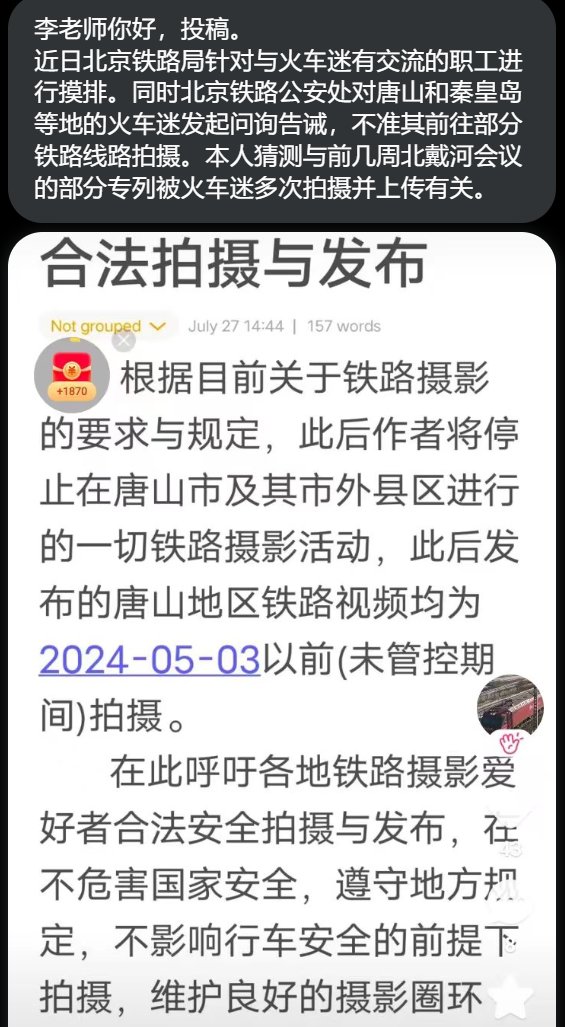 李老师你好，投稿。
近日北京铁路局针对与火车迷有交流的职工进
行摸排。同时北京铁路公安处对唐山和秦皇岛
等地的火车迷发起问询告诫，不准其前往部分
铁路线路拍摄。本人猜测与前几周北戴河会议
的部分专列被火车迷多次拍摄并上传有关。
合法拍摄与发布
Not grouped July 27 14:44 | 157 words
+1870
根据目前关于铁路摄影
的要求与规定，此后作者将停
止在唐山市及其市外县区进行
的一切铁路摄影活动，此后发
布的唐山地区铁路视频均为
2024-05-03以前(未管控期
间)拍摄。
在此呼吁各地铁路摄影爱
好者合法安全拍摄与发布，在
43
不危害国家安全，遵守地方规
定，不影响行车安全的前提下
拍摄，维护良好的摄影圈环